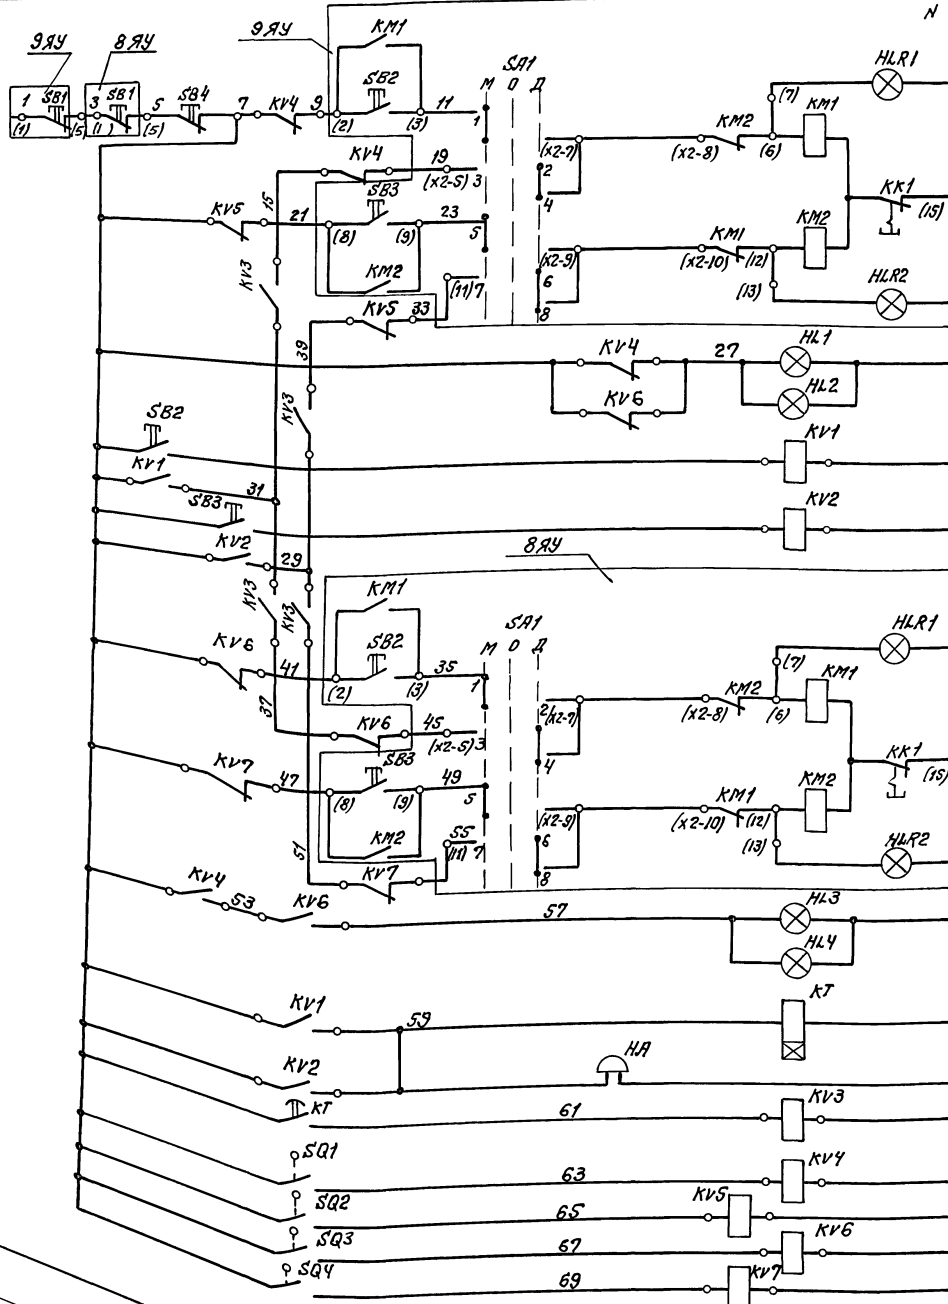 N
9ЯУ 8ЯУ 9ЯУ KM1 HLR1
SA1
М О Д
1 SB1 3 SB1 5 SB4 7 KV4 9 SB2 11 (7) KM1
(1) (5) (1) (5) (2) (3) 1 (X2-7) (X2-8) KM2 (6)
KV4 19 2
15 (X2-5) 3 4 KK1
SB3 (15)
KV5 21 (8) (9) 23 5 KM2
KM1
(X2-9) (X2-10) (12)
KV3 KM2 (11) 7 6 (13)
HLR2
KV5 33 8
39 KV4 27 HL1
KV6 HL2
KV3
SB2 KV1
KV1
31
SB3 KV2
KV2
29 8ЯУ
KV3 KV3 KM1 SA1 HLR1
М О Д
KV6 SB2 (7) KM1
41 (2) (3) 35 1 KM2
37 2 (X2-7) (X2-8) (6)
KV6 45
(X2-5) 3 4 KK1
SB3 (15)
KV7 47 (8) (9) 49 5 KM2
KM1
(X2-9) (X2-10) (12)
51 KM2 55 6 (13)
(11) 7 HLR2
KV7 8
KV4 53 KV6 57 HL3
HL4
KV1 59 KT
KV2 HA
KT 61 KV3
SQ1 63 KV4
SQ2 65 KV5
SQ3 67 KV6
SQ4 69 KV7